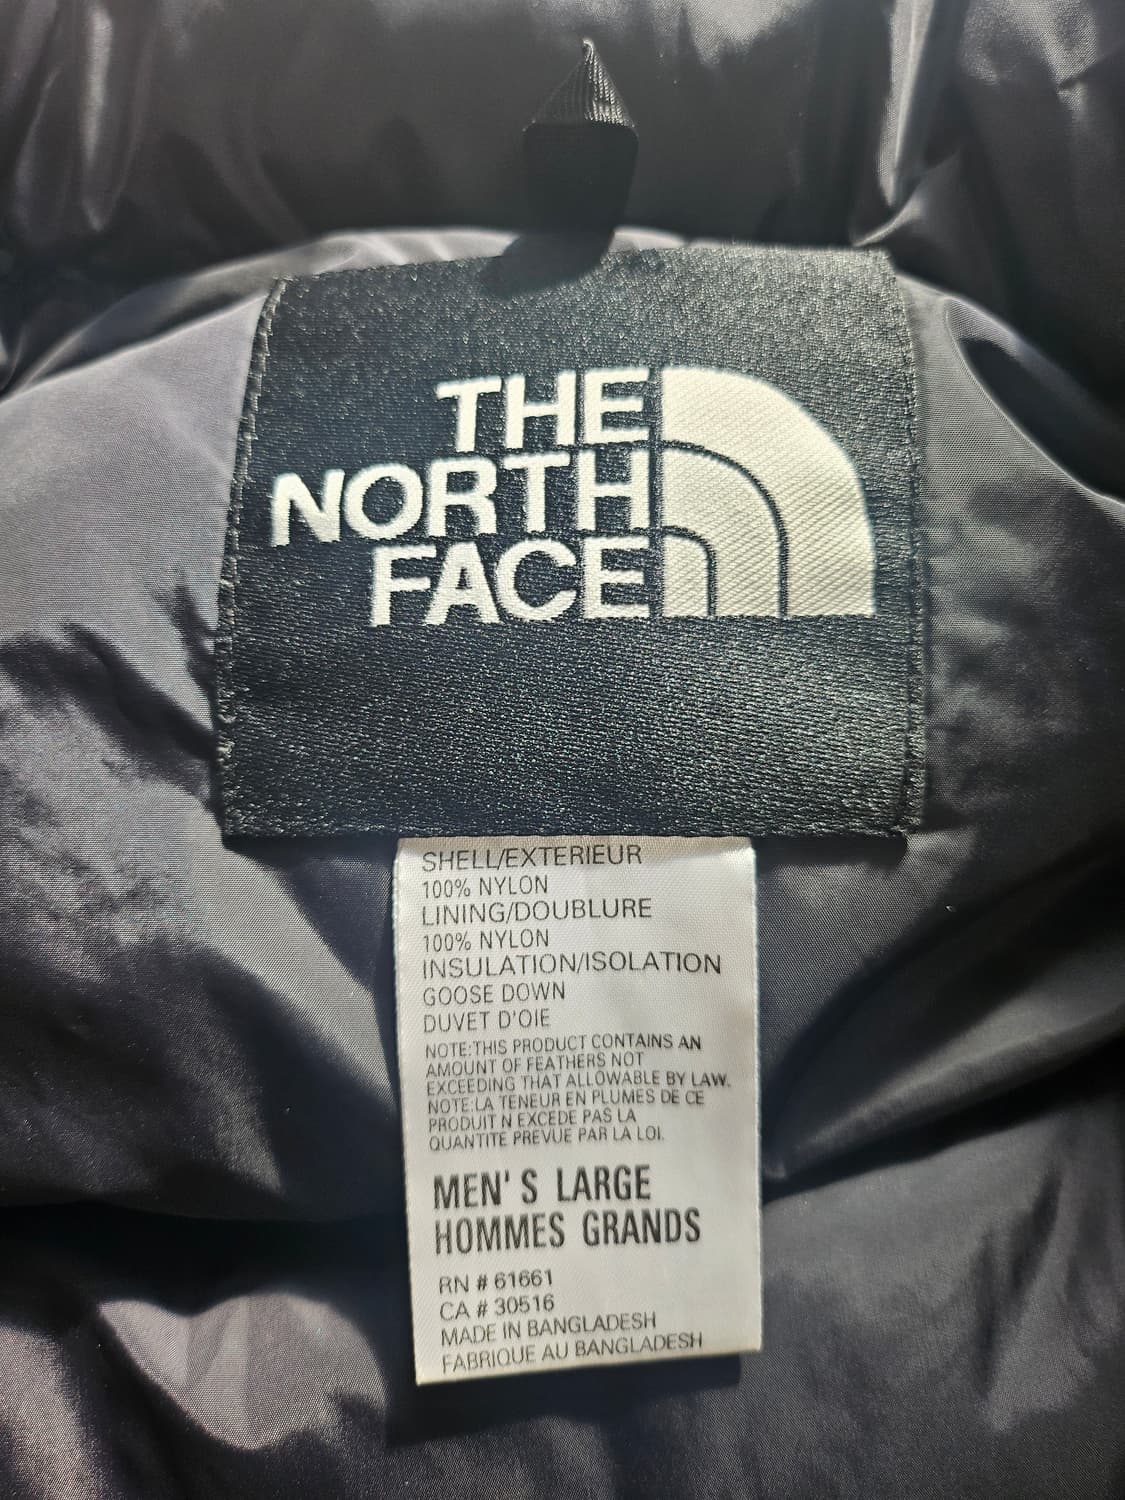 THE
NORTH
FACE
SHELL/EXTERIEUR
100% NYLON
LINING/DOUBLURE
100% NYLON
INSULATION/ISOLATION
GOOSE DOWN
DUVET D'OIE
NOTE:THIS PRODUCT CONTAINS AN
AMOUNT OF FEATHERS NOT
EXCEEDING THAT ALLOWABLE BY LAW.
NOTE:LA TENEUR EN PLUMES DE CE
PRODUIT N EXCEDE PAS LA
QUANTITE PREVUE PAR LA LOI.
MEN'S LARGE
HOMMES GRANDS
RN # 61661
CA # 30516
MADE IN BANGLADESH
FABRIQUE AU BANGLADESH